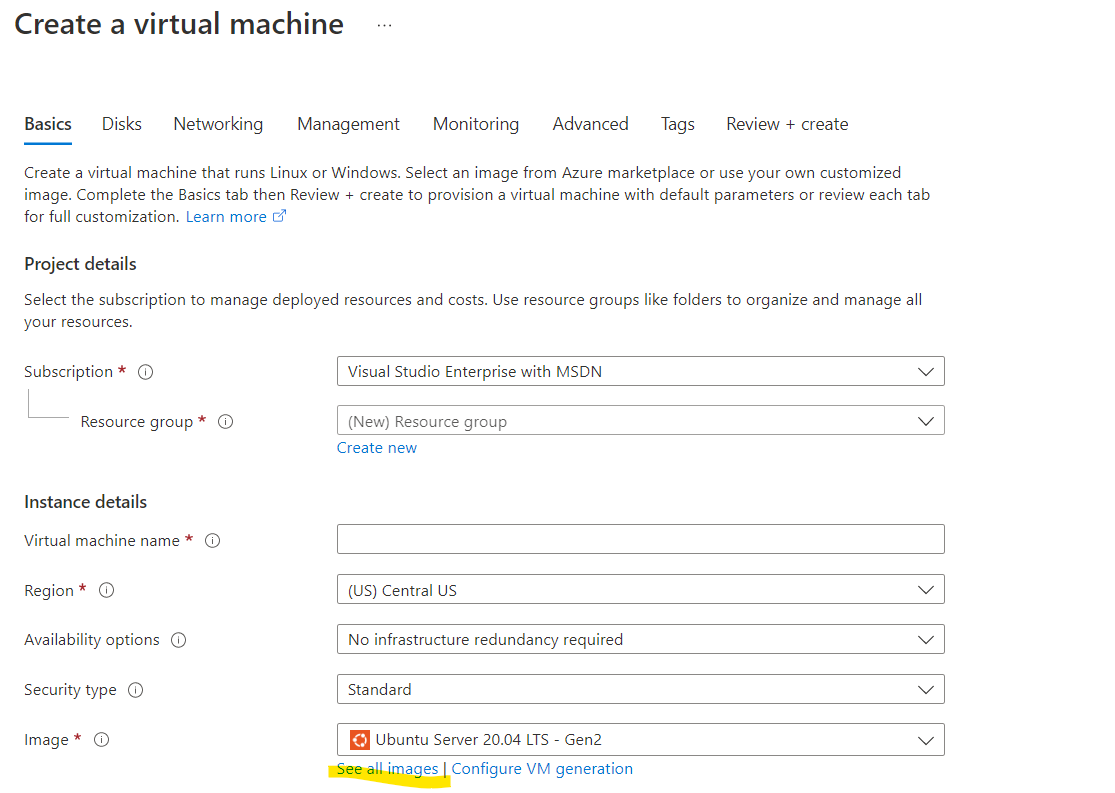 Create a virtual machine ...
Basics Disks Networking Management Monitoring Advanced Tags Review + create
Create a virtual machine that runs Linux or Windows. Select an image from Azure marketplace or use your own customized
image. Complete the Basics tab then Review + create to provision a virtual machine with default parameters or review each tab
for full customization. Learn more
Project details
Select the subscription to manage deployed resources and costs. Use resource groups like folders to organize and manage all
your resources.
Subscription * Visual Studio Enterprise with MSDN
Resource group * (New) Resource group
Create new
Instance details
Virtual machine name *
Region * (US) Central US
Availability options No infrastructure redundancy required
Security type Standard
Image * Ubuntu Server 20.04 LTS - Gen2
See all images | Configure VM generation